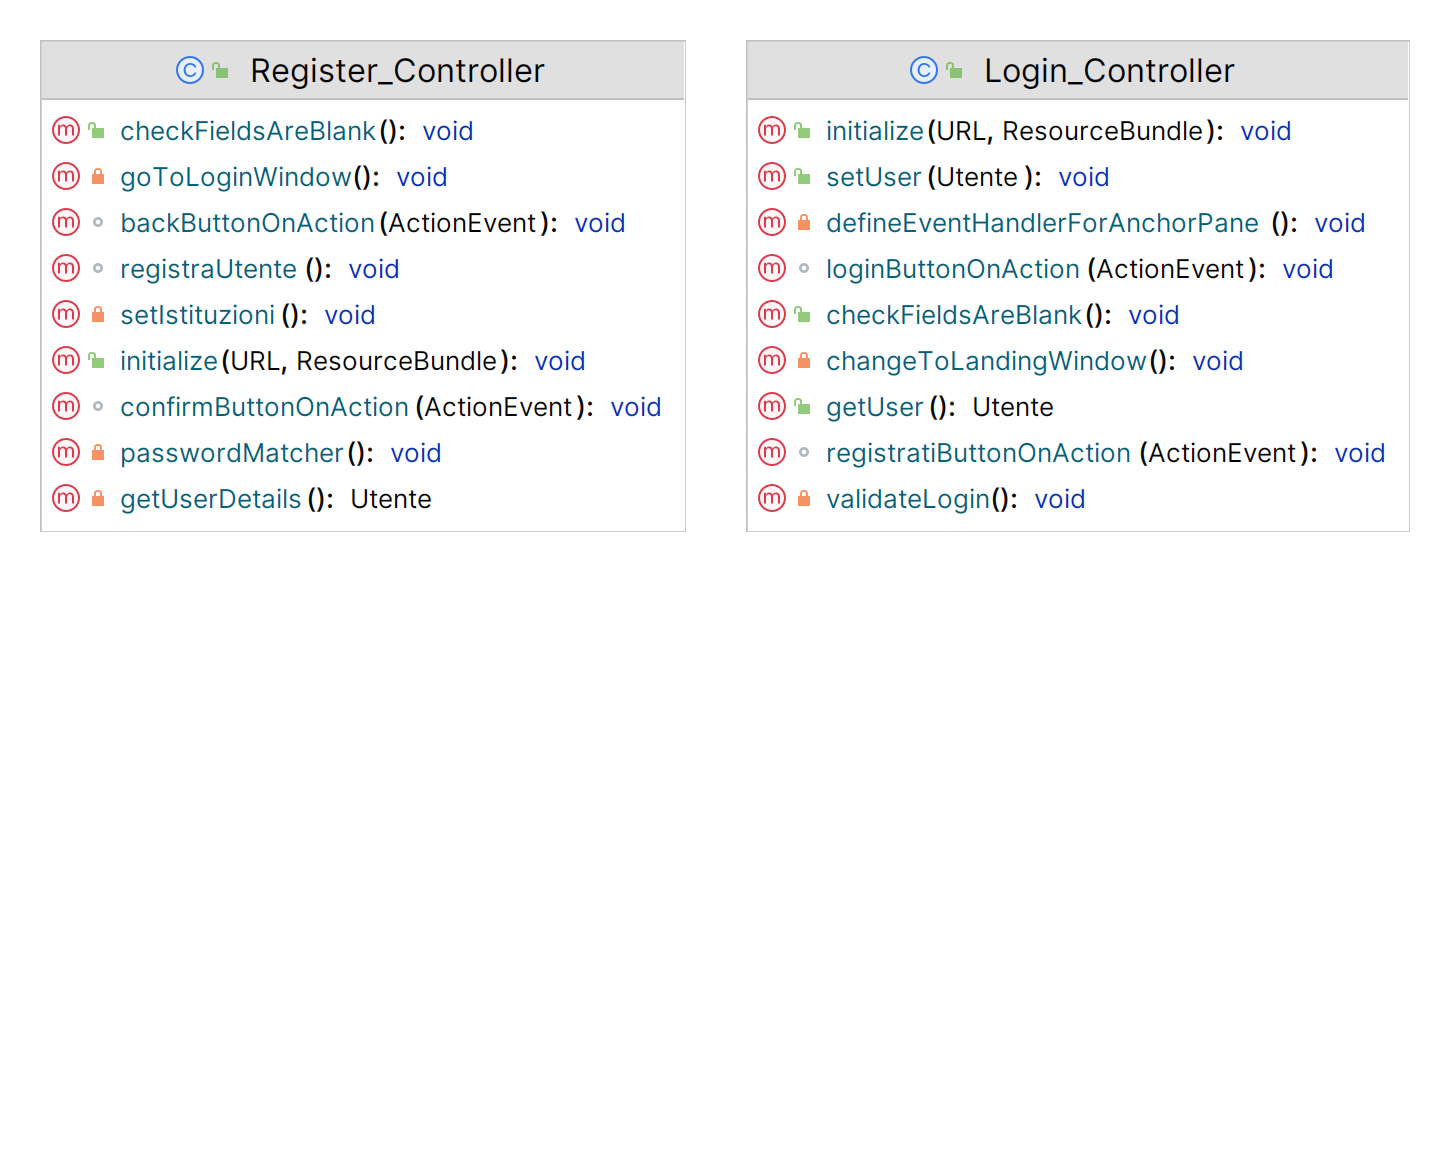 Register_Controller
checkFieldsAreBlank(): void
goToLoginWindow(): void
backButtonOnAction(ActionEvent): void
registraUtente(): void
setIstituzioni(): void
initialize(URL, ResourceBundle): void
confirmButtonOnAction(ActionEvent): void
passwordMatcher(): void
getUserDetails(): Utente
Login_Controller
initialize(URL, ResourceBundle): void
setUser(Utente): void
defineEventHandlerForAnchorPane(): void
loginButtonOnAction(ActionEvent): void
checkFieldsAreBlank(): void
changeToLandingWindow(): void
getUser(): Utente
registratiButtonOnAction(ActionEvent): void
validateLogin(): void